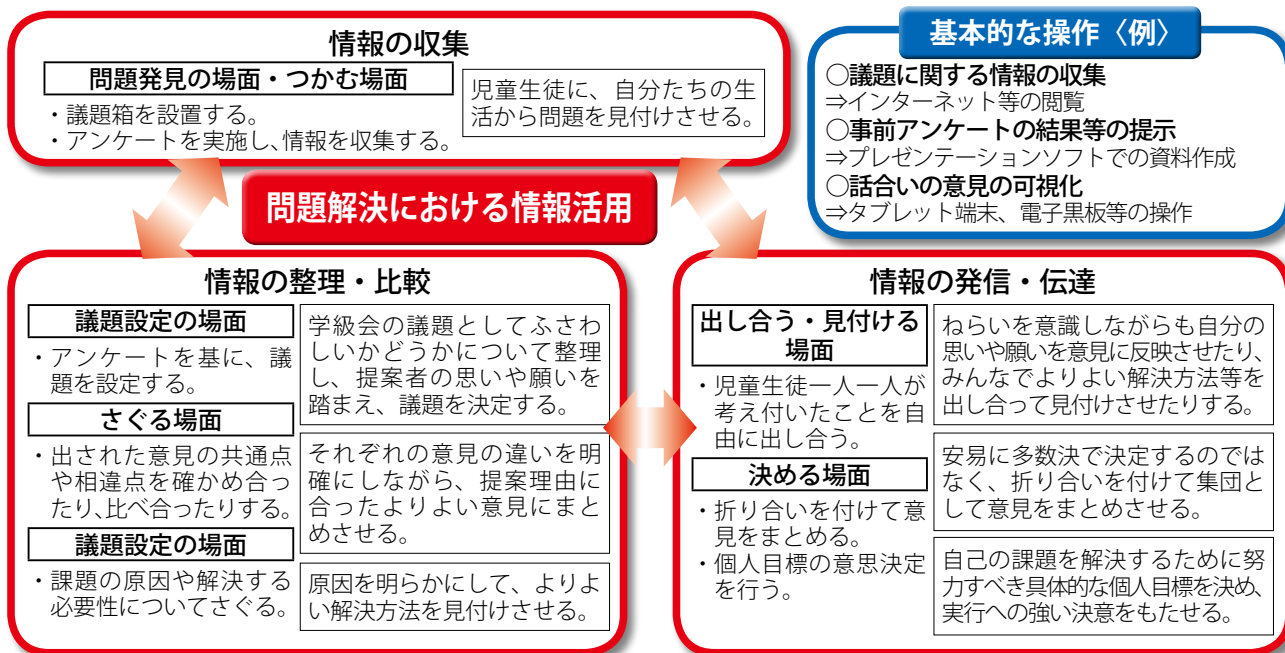 情報の収集
問題発見の場面・つかむ場面
・議題箱を設置する。
・アンケートを実施し、情報を収集する。
児童生徒に、自分たちの生
活から問題を見付けさせる。
基本的な操作〈例〉
○議題に関する情報の収集
⇒インターネット等の閲覧
○事前アンケートの結果等の提示
⇒プレゼンテーションソフトでの資料作成
○話合いの意見の可視化
⇒タブレット端末、電子黒板等の操作
問題解決における情報活用
情報の整理・比較
議題設定の場面
・アンケートを基に、議
題を設定する。
学級会の議題としてふさわ
しいかどうかについて整理
し、提案者の思いや願いを
踏まえ、議題を決定する。
さぐる場面
・出された意見の共通点
や相違点を確かめ合っ
たり、比べ合ったりする。
それぞれの意見の違いを明
確にしながら、提案理由に
合ったよりよい意見にまと
めさせる。
議題設定の場面
・課題の原因や解決する
必要性についてさぐる。
原因を明らかにして、よりよ
い解決方法を見付けさせる。
情報の発信・伝達
出し合う・見付ける
場面
・児童生徒一人一人が
考え付いたことを自
由に出し合う。
ねらいを意識しながらも自分の
思いや願いを意見に反映させたり、
みんなでよりよい解決方法等を
出し合って見付けさせたりする。
決める場面
・折り合いを付けて意
見をまとめる。
・個人目標の意思決定
を行う。
安易に多数決で決定するのでは
なく、折り合いを付けて集団と
して意見をまとめさせる。
自己の課題を解決するために努
力すべき具体的な個人目標を決め、
実行への強い決意をもたせる。